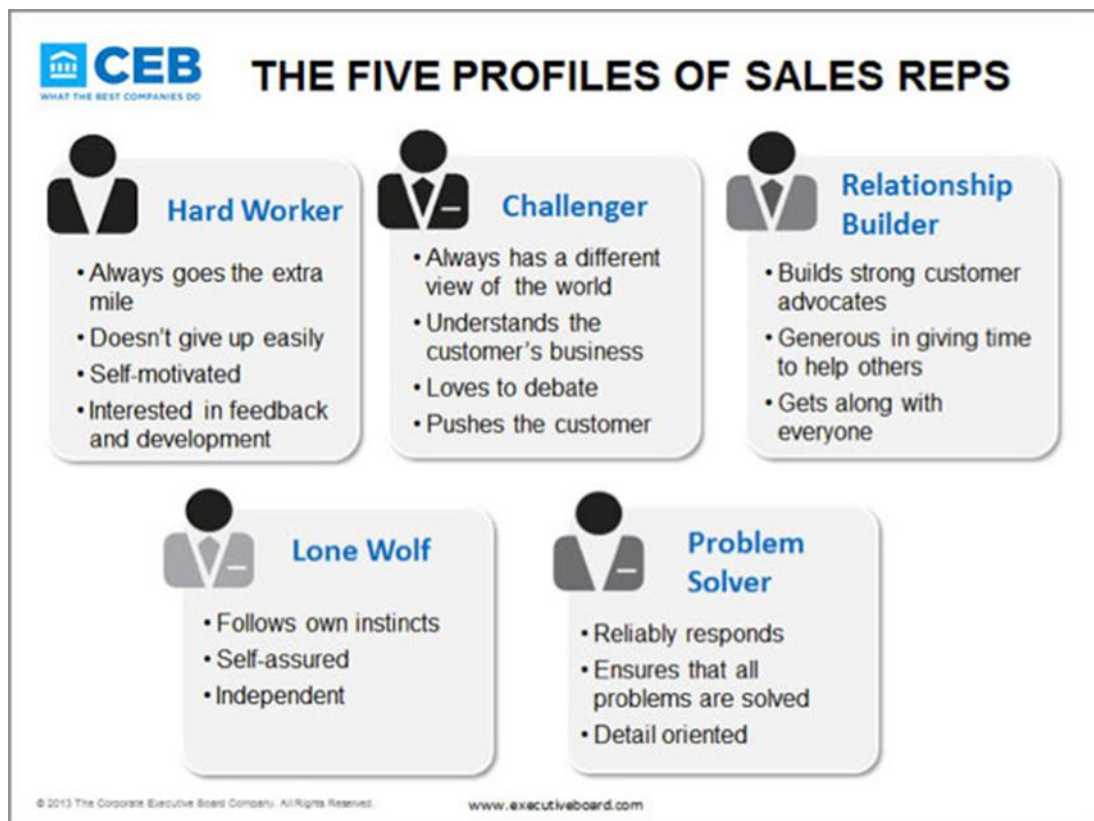 CEB
WHAT THE BEST COMPANIES DO
THE FIVE PROFILES OF SALES REPS
Hard Worker
• Always goes the extra
mile
• Doesn't give up easily
• Self-motivated
• Interested in feedback
and development
Challenger
• Always has a different
view of the world
• Understands the
customer's business
• Loves to debate
• Pushes the customer
Relationship
Builder
• Builds strong customer
advocates
• Generous in giving time
to help others
• Gets along with
everyone
Lone Wolf
• Follows own instincts
• Self-assured
• Independent
Problem
Solver
• Reliably responds
• Ensures that all
problems are solved
• Detail oriented
© 2013 The Corporate Executive Board Company. All Rights Reserved.
www.executiveboard.com